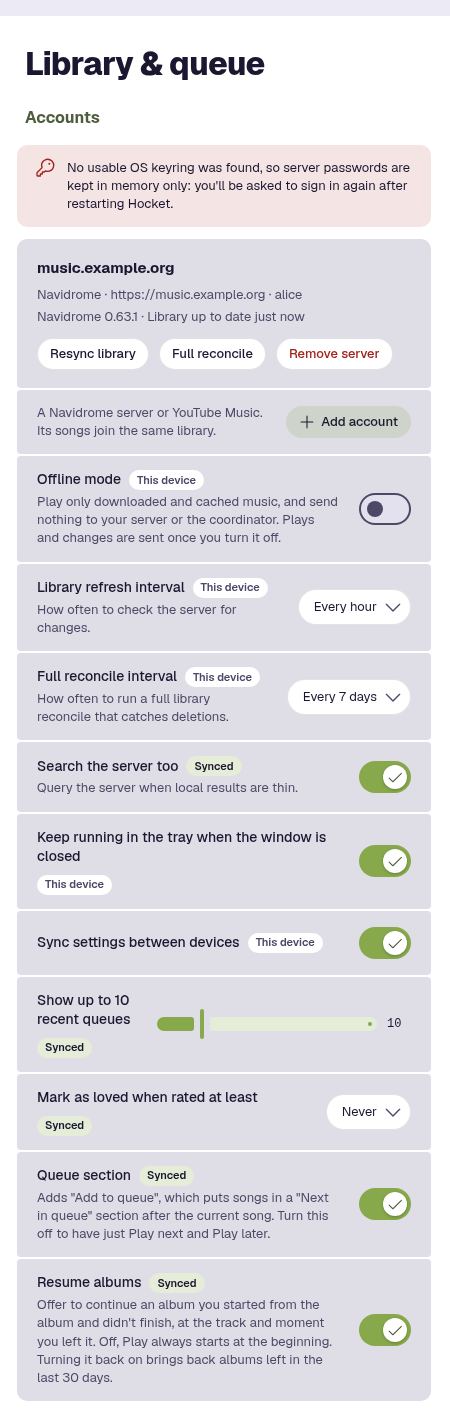 Library & queue
Accounts
No usable OS keyring was found, so server passwords are
kept in memory only: you'll be asked to sign in again after
restarting Hocket.
music.example.org
Navidrome · https://music.example.org · alice
Navidrome 0.63.1 · Library up to date just now
Resync library Full reconcile Remove server
A Navidrome server or YouTube Music.
Its songs join the same library.
Add account
Offline mode This device
Play only downloaded and cached music, and send
nothing to your server or the coordinator. Plays
and changes are sent once you turn it off.
Library refresh interval This device
How often to check the server for
changes.
Every hour
Full reconcile interval This device
How often to run a full library
reconcile that catches deletions.
Every 7 days
Search the server too Synced
Query the server when local results are thin.
Keep running in the tray when the window is
closed
This device
Sync settings between devices This device
Show up to 10
recent queues
Synced
10
Mark as loved when rated at least
Synced
Never
Queue section Synced
Adds "Add to queue", which puts songs in a "Next
in queue" section after the current song. Turn this
off to have just Play next and Play later.
Resume albums Synced
Offer to continue an album you started from the
album and didn't finish, at the track and moment
you left it. Off, Play always starts at the beginning.
Turning it back on brings back albums left in the
last 30 days.